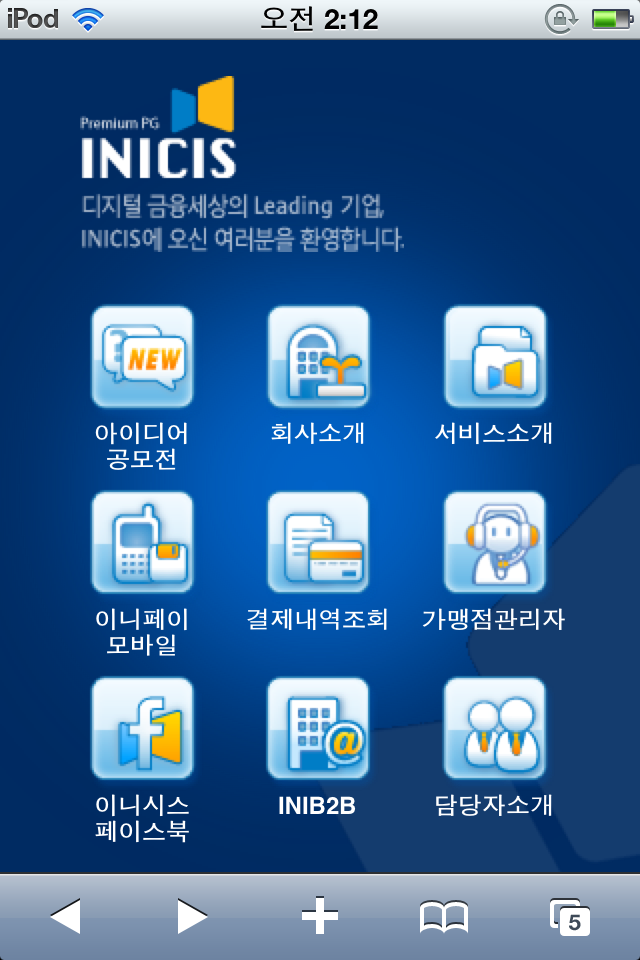 iPod 오전 2:12
Premium PG
INICIS
디지털 금융세상의 Leading 기업,
INICIS에 오신 여러분을 환영합니다.
NEW
아이디어
공모전
회사소개
서비스소개
이니페이
모바일
결제내역조회
가맹점관리자
f
@
이니시스
페이스북
INIB2B
담당자소개
5